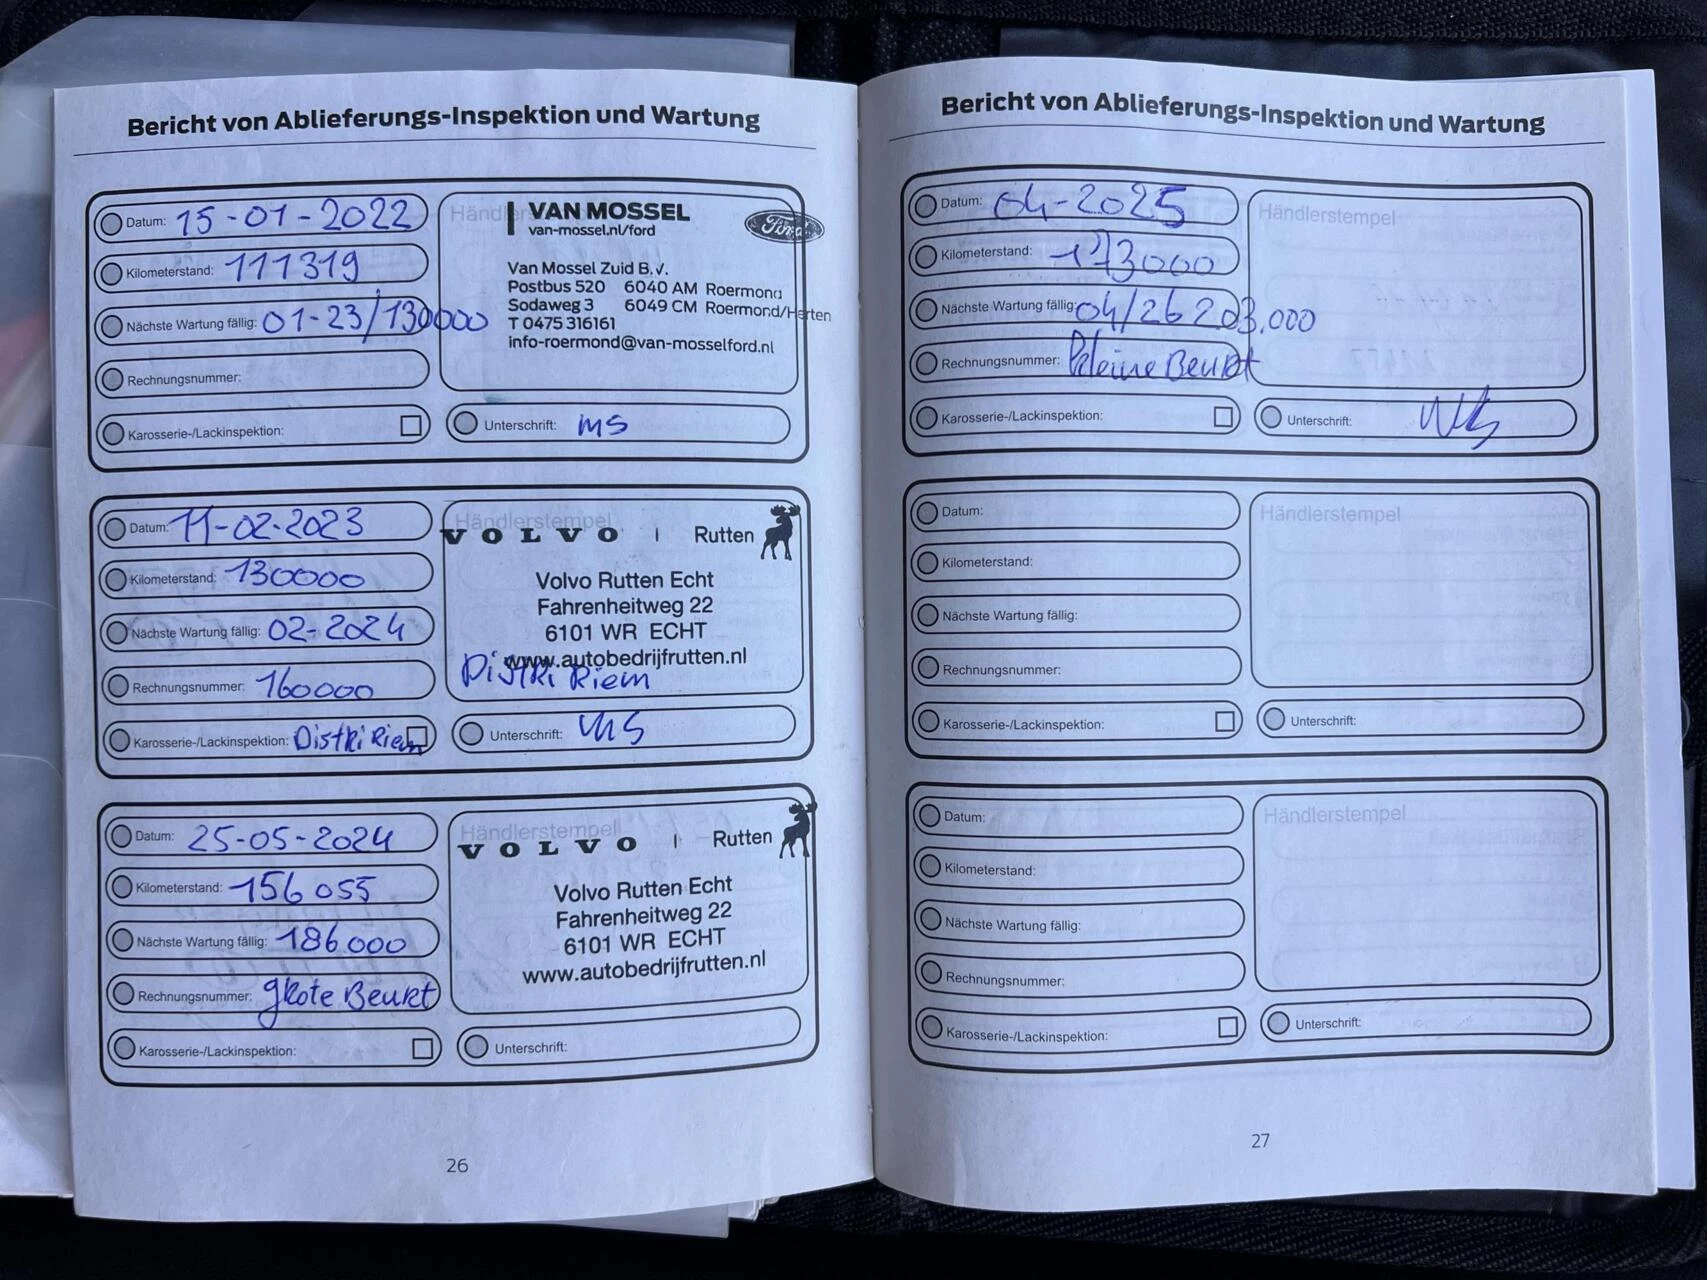 Bericht von Ablieferungs-Inspektion und Wartung
Datum: 15-01-2022
Kilometerstand: 111319
Nächste Wartung fällig: 01-23/130000
Rechnungsnummer:
Karosserie-/Lackinspektion:
Händlerstempel
VAN MOSSEL
van-mossel.nl/ford
Ford
Van Mossel Zuid B.V.
Postbus 520 6040 AM Roermond
Sodaweg 3 6049 CM Roermond/Herten
T 0475 316161
info-roermond@van-mosselford.nl
Unterschrift: ms
Datum: 11-02-2023
Kilometerstand: 130000
Nächste Wartung fällig: 02-2024
Rechnungsnummer: 160000
Karosserie-/Lackinspektion: Distri Riem
Händlerstempel
VOLVO | Rutten
Volvo Rutten Echt
Fahrenheitweg 22
6101 WR ECHT
www.autobedrijfrutten.nl
Distri Riem
Unterschrift:
Datum: 25-05-2024
Kilometerstand: 156055
Nächste Wartung fällig: 186000
Rechnungsnummer: grote Beurt
Karosserie-/Lackinspektion:
Händlerstempel
VOLVO | Rutten
Volvo Rutten Echt
Fahrenheitweg 22
6101 WR ECHT
www.autobedrijfrutten.nl
Unterschrift:
26
Bericht von Ablieferungs-Inspektion und Wartung
Datum: 04-2025
Kilometerstand: 173000
Nächste Wartung fällig: 04/26 203.000
Rechnungsnummer: Kleine Beurt
Karosserie-/Lackinspektion:
Händlerstempel
Unterschrift:
Datum:
Kilometerstand:
Nächste Wartung fällig:
Rechnungsnummer:
Karosserie-/Lackinspektion:
Händlerstempel
Unterschrift:
Datum:
Kilometerstand:
Nächste Wartung fällig:
Rechnungsnummer:
Karosserie-/Lackinspektion:
Händlerstempel
Unterschrift:
27